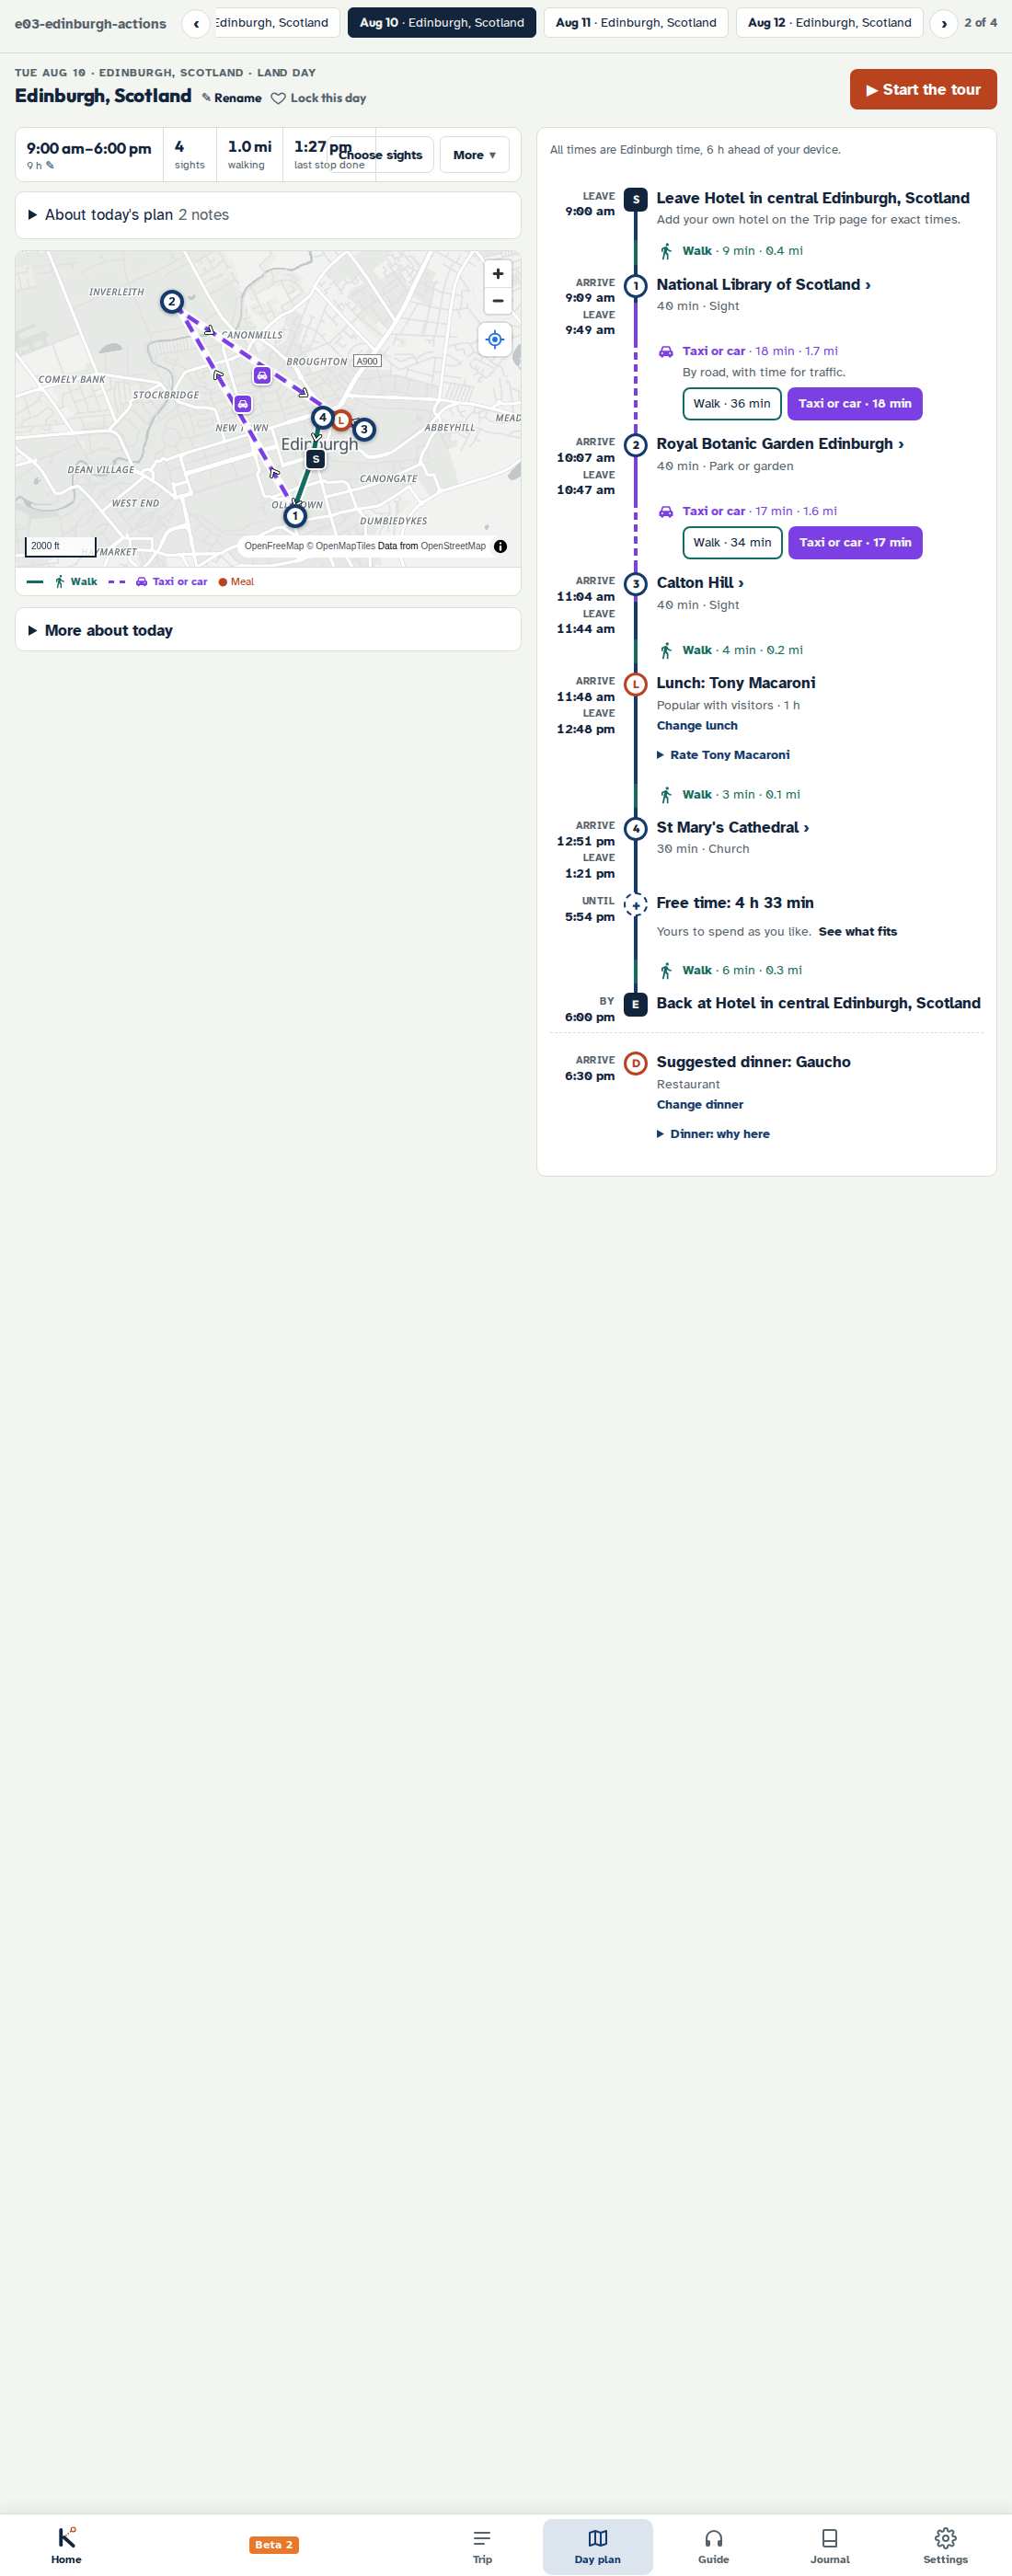 e03-edinburgh-actions
‹
Edinburgh, Scotland
Aug 10 · Edinburgh, Scotland
Aug 11 · Edinburgh, Scotland
Aug 12 · Edinburgh, Scotland
›
2 of 4
TUE AUG 10 · EDINBURGH, SCOTLAND · LAND DAY
Edinburgh, Scotland
✎ Rename
Lock this day
▶ Start the tour
9:00 am–6:00 pm
9 h ✎
4
sights
1.0 mi
walking
1:27 pm
last stop done
Choose sights
More ▼
▶ About today's plan 2 notes
INVERLEITH
CANONMILLS
BROUGHTON
A900
COMELY BANK
STOCKBRIDGE
ABBEYHILL
MEAD
Edinburgh
DEAN VILLAGE
CANONGATE
WEST END
DUMBIEDYKES
YMARKET
2
4
L
3
S
1
+
−
2000 ft
OpenFreeMap © OpenMapTiles Data from OpenStreetMap
Walk
Taxi or car
Meal
▶ More about today
All times are Edinburgh time, 6 h ahead of your device.
LEAVE
9:00 am
S
Leave Hotel in central Edinburgh, Scotland
Add your own hotel on the Trip page for exact times.
Walk · 9 min · 0.4 mi
ARRIVE
9:09 am
LEAVE
9:49 am
1
National Library of Scotland ›
40 min · Sight
Taxi or car · 18 min · 1.7 mi
By road, with time for traffic.
Walk · 36 min
Taxi or car · 18 min
ARRIVE
10:07 am
LEAVE
10:47 am
2
Royal Botanic Garden Edinburgh ›
40 min · Park or garden
Taxi or car · 17 min · 1.6 mi
Walk · 34 min
Taxi or car · 17 min
ARRIVE
11:04 am
LEAVE
11:44 am
3
Calton Hill ›
40 min · Sight
Walk · 4 min · 0.2 mi
ARRIVE
11:48 am
LEAVE
12:48 pm
L
Lunch: Tony Macaroni
Popular with visitors · 1 h
Change lunch
▶ Rate Tony Macaroni
Walk · 3 min · 0.1 mi
ARRIVE
12:51 pm
LEAVE
1:21 pm
4
St Mary's Cathedral ›
30 min · Church
UNTIL
5:54 pm
+
Free time: 4 h 33 min
Yours to spend as you like. See what fits
Walk · 6 min · 0.3 mi
BY
6:00 pm
E
Back at Hotel in central Edinburgh, Scotland
ARRIVE
6:30 pm
D
Suggested dinner: Gaucho
Restaurant
Change dinner
▶ Dinner: why here
Home
Beta 2
Trip
Day plan
Guide
Journal
Settings